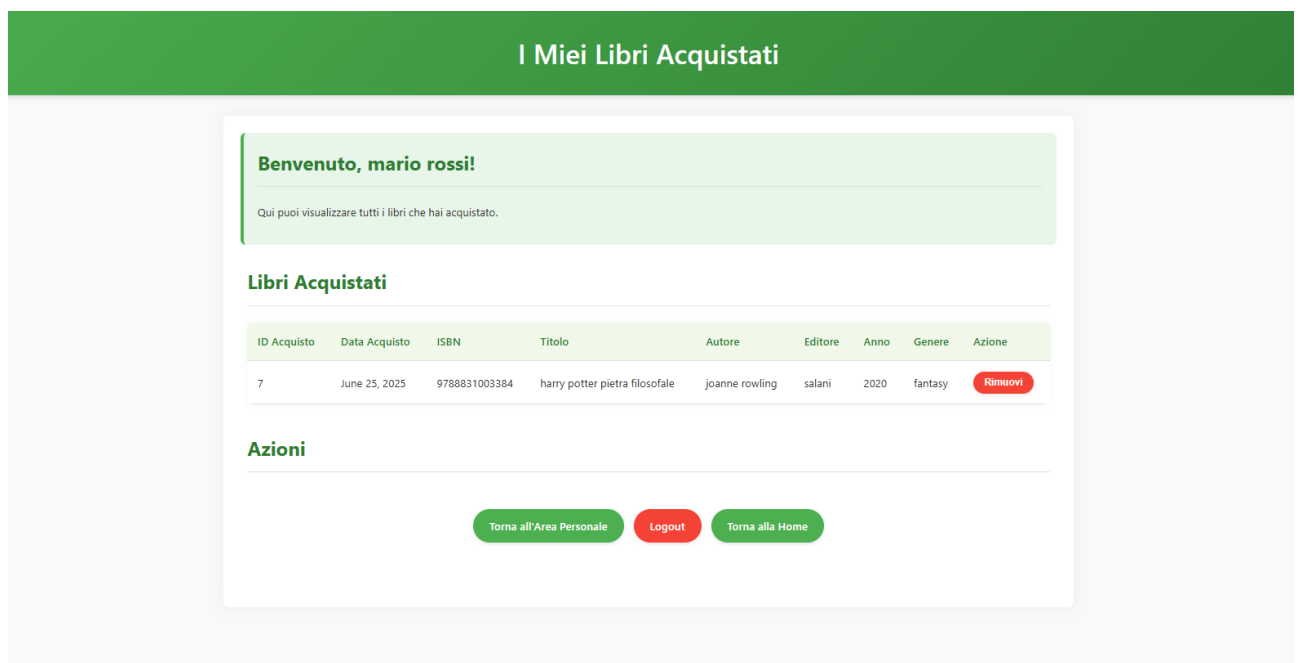 I Miei Libri Acquistati
Benvenuto, mario rossi!
Qui puoi visualizzare tutti i libri che hai acquistato.
Libri Acquistati
ID Acquisto Data Acquisto ISBN Titolo Autore Editore Anno Genere Azione
7 June 25, 2025 9788831003384 harry potter pietra filosofale joanne rowling salani 2020 fantasy Rimuovi
Azioni
Torna all'Area Personale Logout Torna alla Home